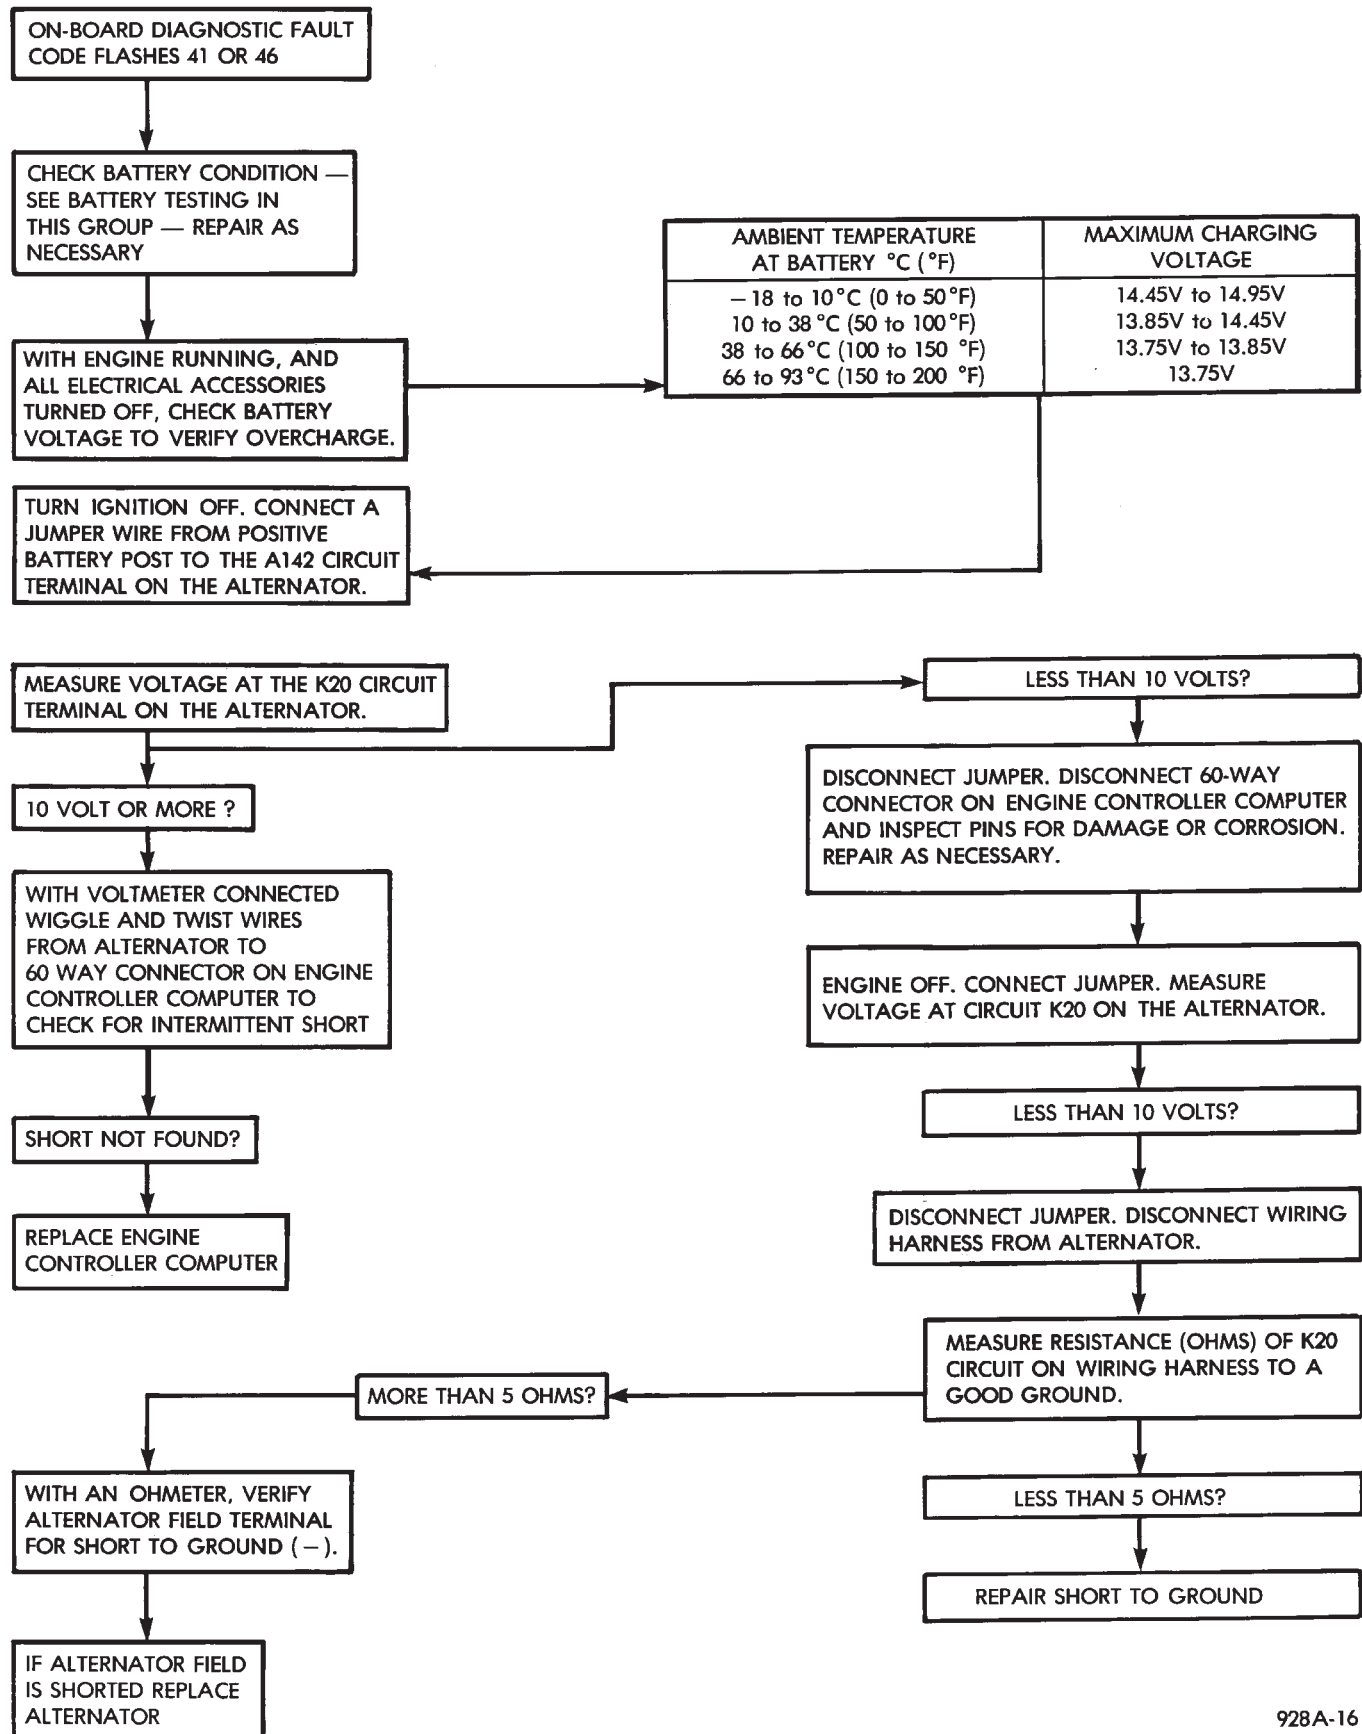 ON-BOARD DIAGNOSTIC FAULT
CODE FLASHES 41 OR 46
CHECK BATTERY CONDITION —
SEE BATTERY TESTING IN
THIS GROUP — REPAIR AS
NECESSARY
WITH ENGINE RUNNING, AND
ALL ELECTRICAL ACCESSORIES
TURNED OFF, CHECK BATTERY
VOLTAGE TO VERIFY OVERCHARGE.
AMBIENT TEMPERATURE
AT BATTERY °C (°F)
MAXIMUM CHARGING
VOLTAGE
−18 to 10°C (0 to 50°F) 14.45V to 14.95V
10 to 38°C (50 to 100°F) 13.85V to 14.45V
38 to 66°C (100 to 150 °F) 13.75V to 13.85V
66 to 93°C (150 to 200 °F) 13.75V
TURN IGNITION OFF. CONNECT A
JUMPER WIRE FROM POSITIVE
BATTERY POST TO THE A142 CIRCUIT
TERMINAL ON THE ALTERNATOR.
MEASURE VOLTAGE AT THE K20 CIRCUIT
TERMINAL ON THE ALTERNATOR.
10 VOLT OR MORE ?
WITH VOLTMETER CONNECTED
WIGGLE AND TWIST WIRES
FROM ALTERNATOR TO
60 WAY CONNECTOR ON ENGINE
CONTROLLER COMPUTER TO
CHECK FOR INTERMITTENT SHORT
SHORT NOT FOUND?
REPLACE ENGINE
CONTROLLER COMPUTER
LESS THAN 10 VOLTS?
DISCONNECT JUMPER. DISCONNECT 60-WAY
CONNECTOR ON ENGINE CONTROLLER COMPUTER
AND INSPECT PINS FOR DAMAGE OR CORROSION.
REPAIR AS NECESSARY.
ENGINE OFF. CONNECT JUMPER. MEASURE
VOLTAGE AT CIRCUIT K20 ON THE ALTERNATOR.
LESS THAN 10 VOLTS?
DISCONNECT JUMPER. DISCONNECT WIRING
HARNESS FROM ALTERNATOR.
MEASURE RESISTANCE (OHMS) OF K20
CIRCUIT ON WIRING HARNESS TO A
GOOD GROUND.
LESS THAN 5 OHMS?
REPAIR SHORT TO GROUND
MORE THAN 5 OHMS?
WITH AN OHMETER, VERIFY
ALTERNATOR FIELD TERMINAL
FOR SHORT TO GROUND (−).
IF ALTERNATOR FIELD
IS SHORTED REPLACE
ALTERNATOR
928A-16